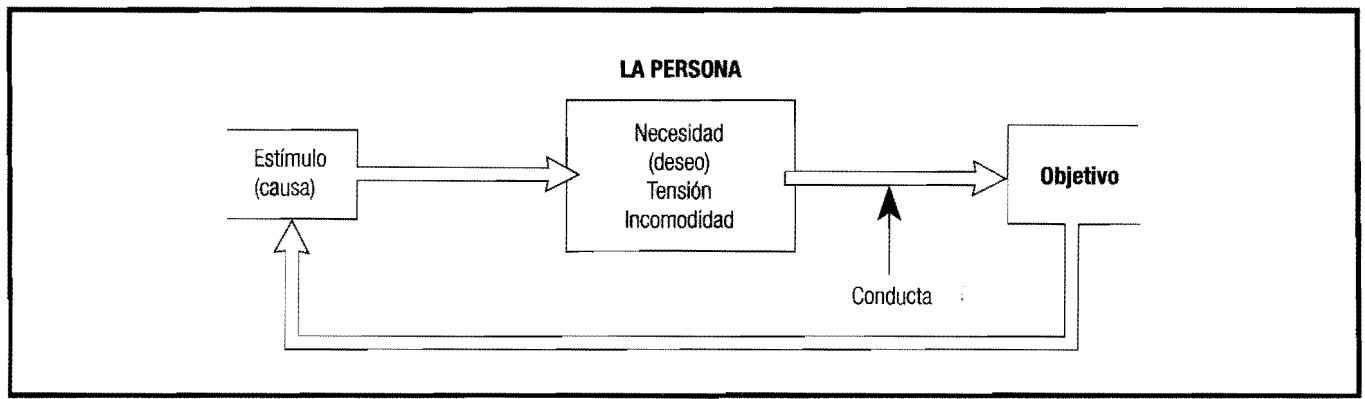 LA PERSONA
Estímulo
(causa)
Necesidad
(deseo)
Tensión
Incomodidad
Objetivo
Conducta